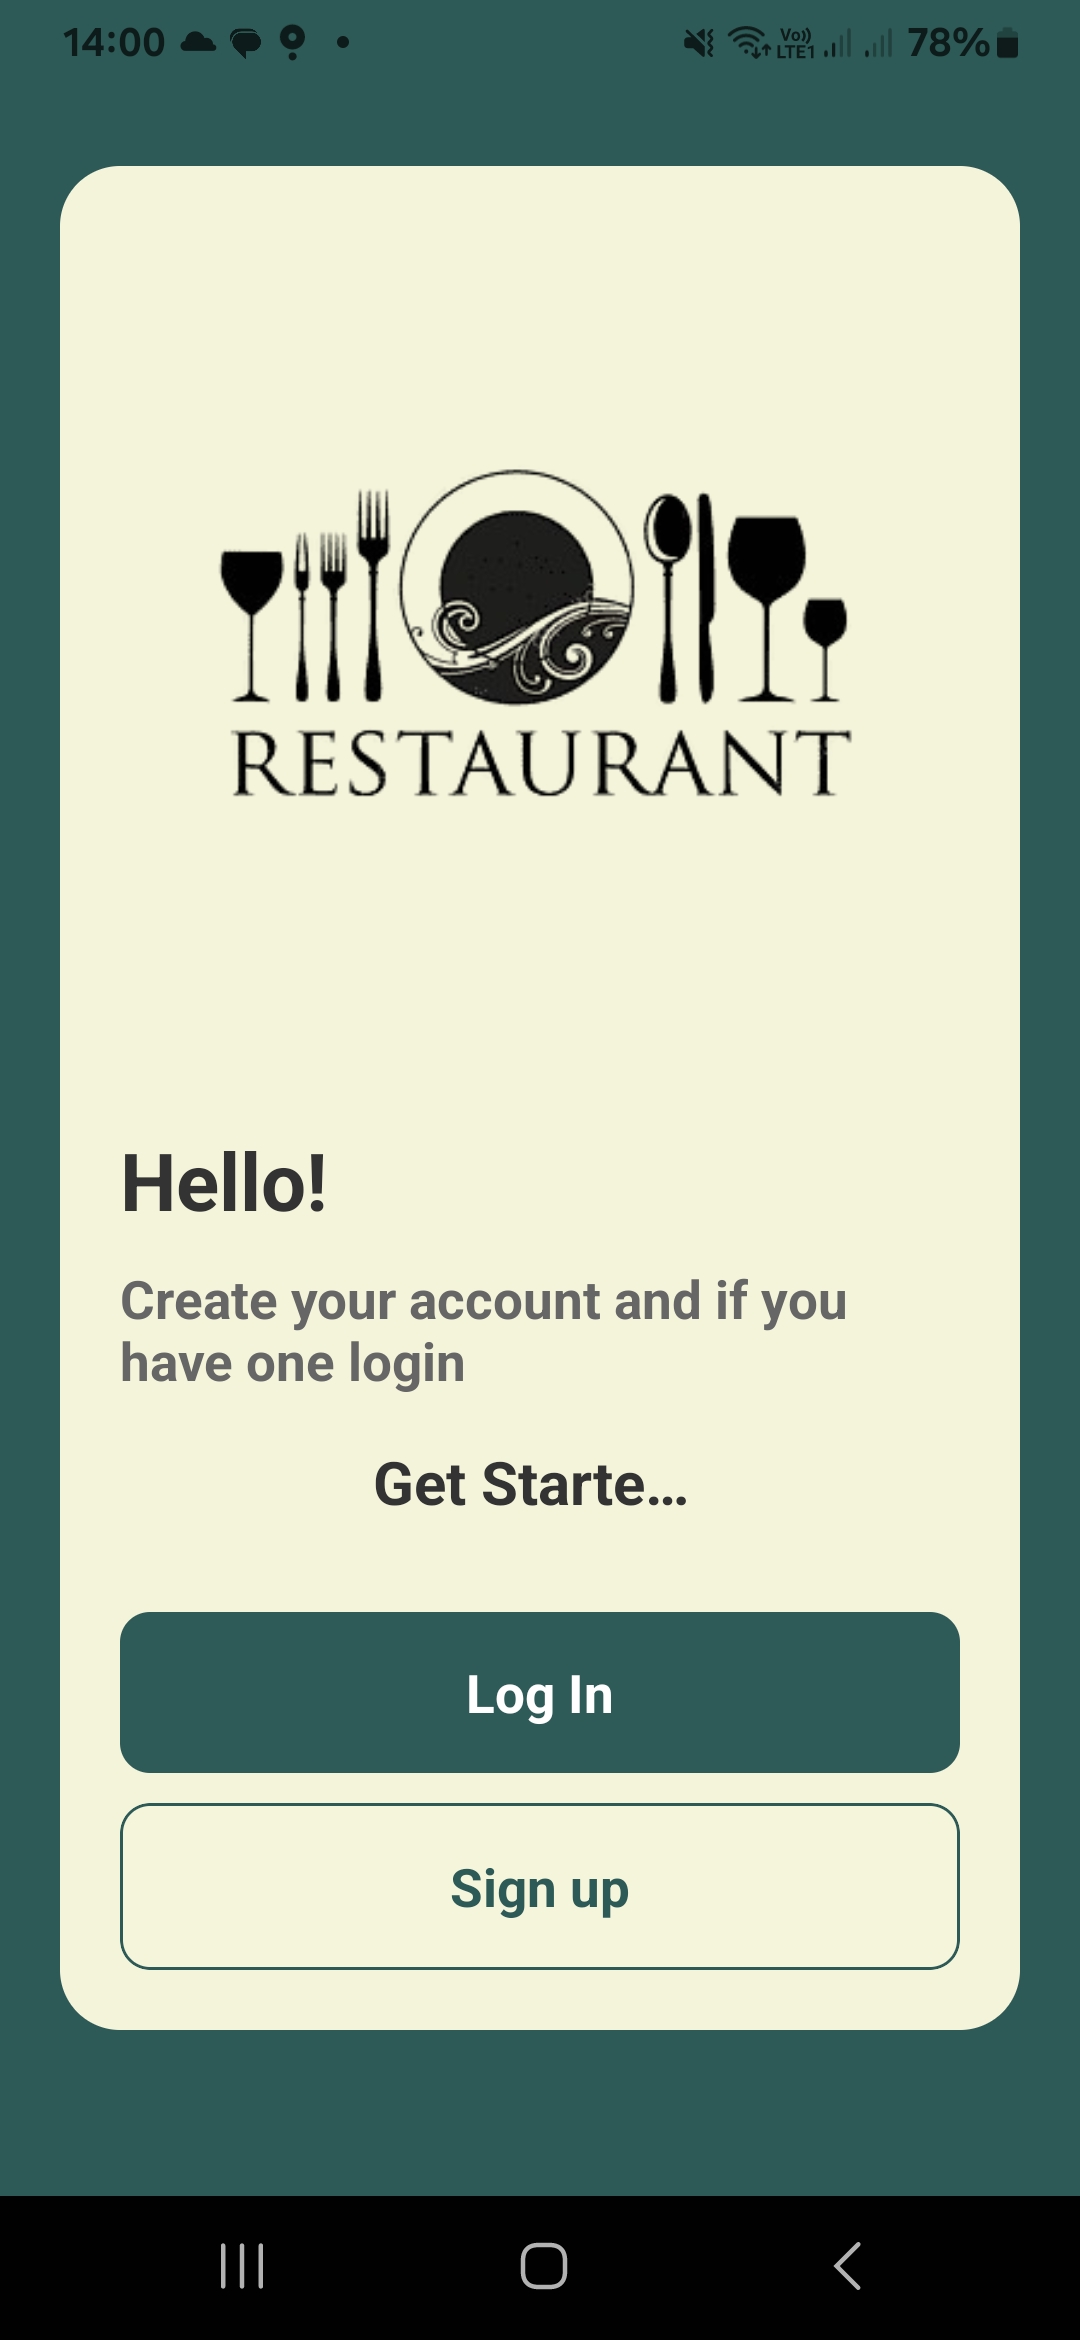 14:00 Vo)) LTE1 78%
RESTAURANT
Hello!
Create your account and if you
have one login
Get Starte…
Log In
Sign up